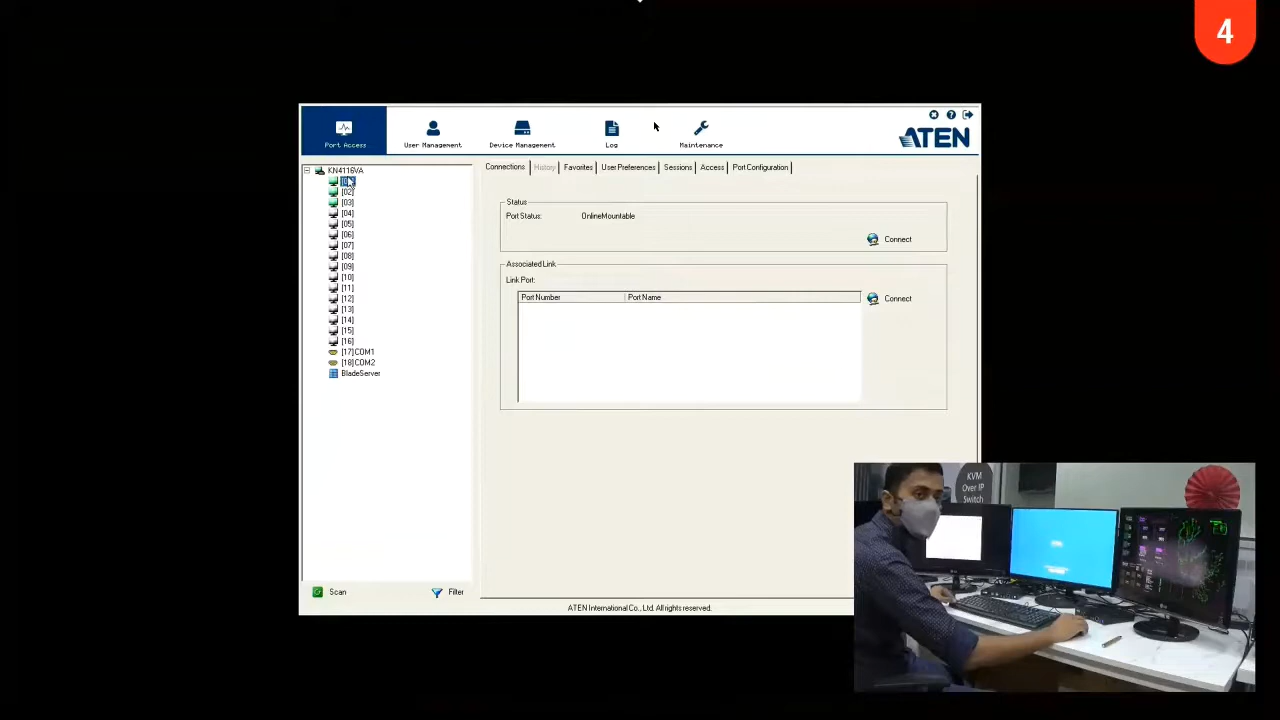 4
Port Access
User Management
Device Management
Log
Maintenance
ATEN
KN4116VA
[02]
[03]
[04]
[05]
[06]
[07]
[08]
[09]
[10]
[11]
[12]
[13]
[14]
[15]
[16]
[17]COM1
[18]COM2
BladeServer
Scan
Filter
Connections
History
Favorites
User Preferences
Sessions
Access
Port Configuration
Status
Port Status:
OnlineMountable
Connect
Associated Link
Link Port:
Port Number
Port Name
Connect
ATEN International Co., Ltd. All rights reserved.
KVM
Over IP
Switch